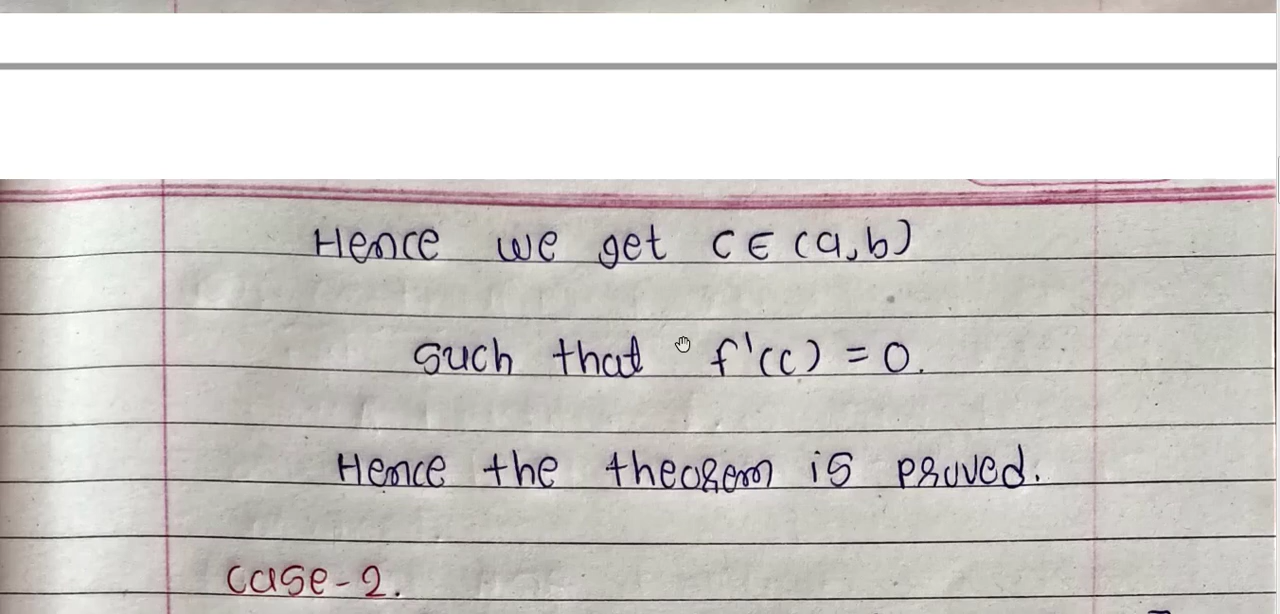 Hence we get C ∈ (a,b)
such that f'(c) = 0.
Hence the theorem is proved.
case-2.